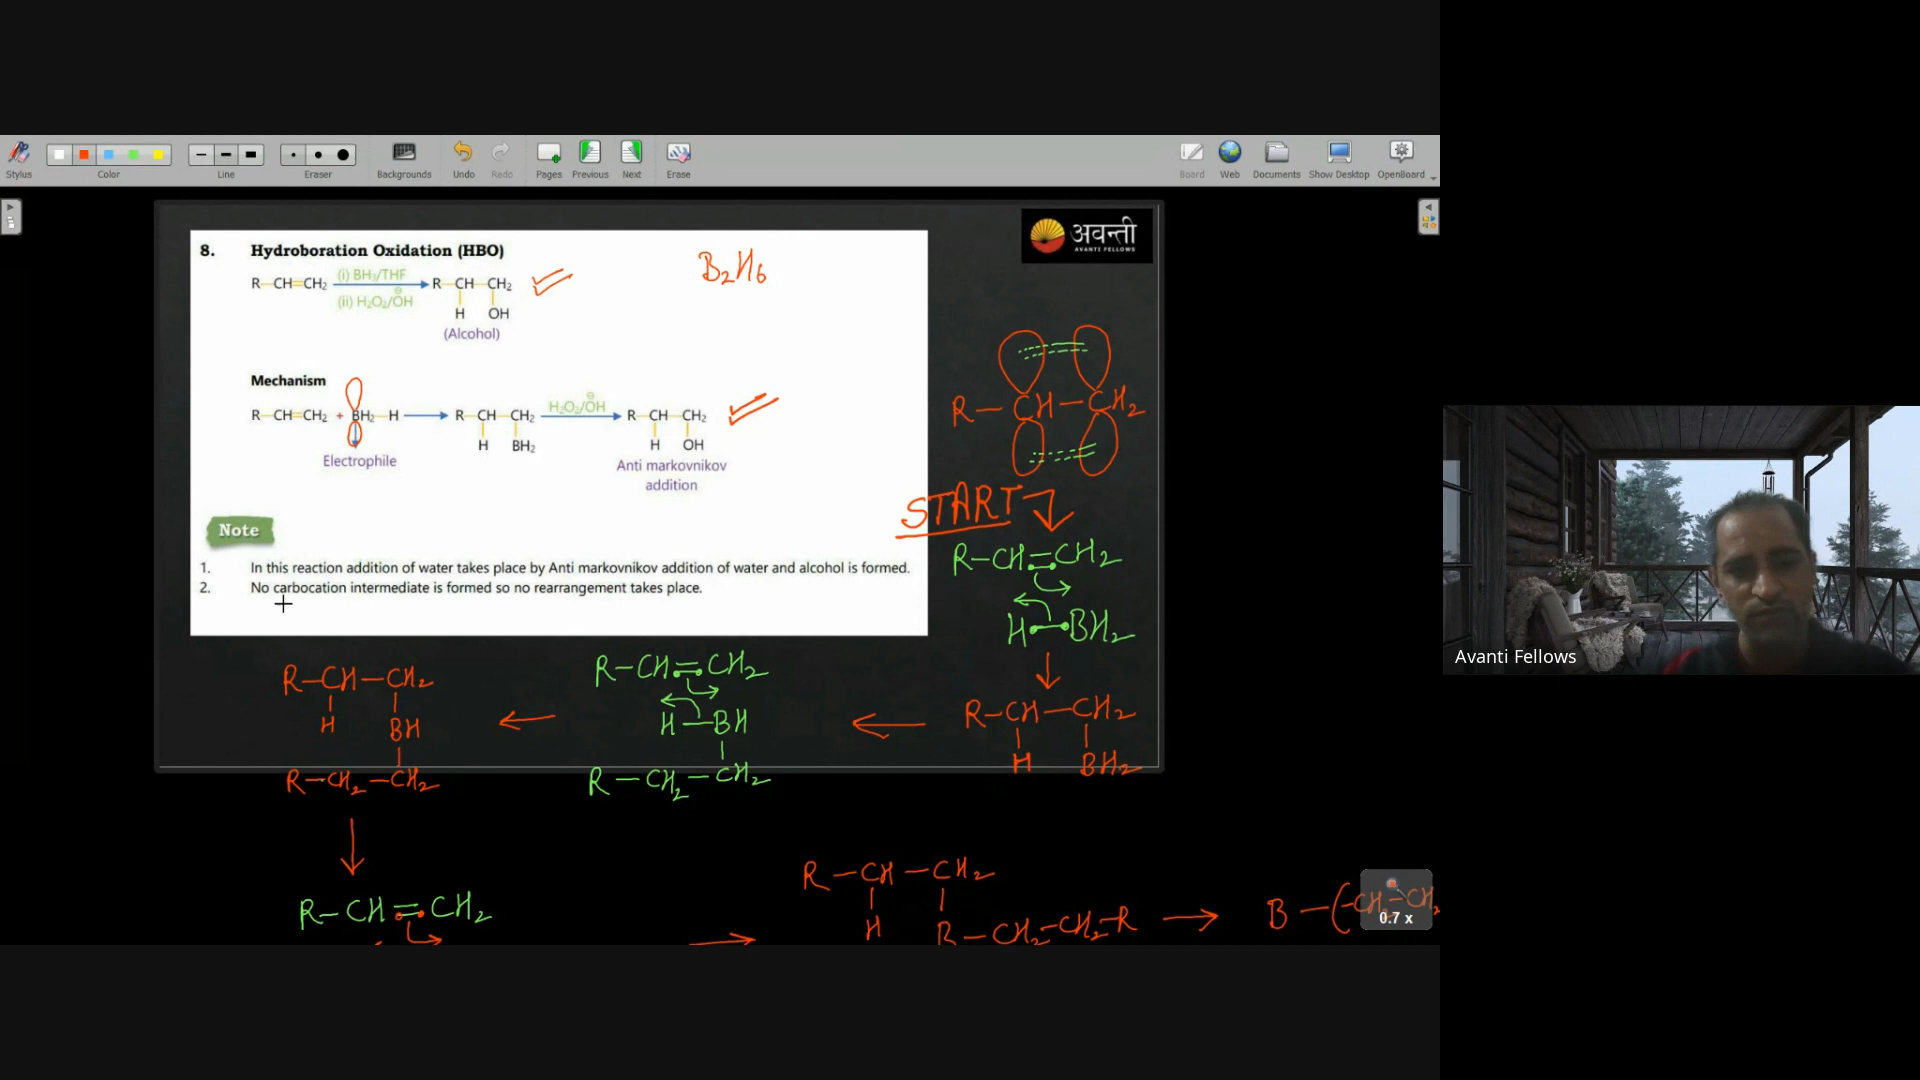 Stylus
Color
Line
Eraser
Backgrounds
Undo
Redo
Pages
Previous
Next
Erase
Board
Web
Documents
Show Desktop
OpenBoard
अवन्ती
AVANTI FELLOWS
8. Hydroboration Oxidation (HBO)
R—CH=CH₂ (i) BH₃/THF (ii) H₂O₂/OH⊖ → R—CH—CH₂
H OH
(Alcohol)
B₂H₆
Mechanism
R—CH=CH₂ + BH₂—H → R—CH—CH₂ H₂O₂/OH⊖ → R—CH—CH₂
H BH₂ H OH
Electrophile
Anti markovnikov
addition
Note
1. In this reaction addition of water takes place by Anti markovnikov addition of water and alcohol is formed.
2. No carbocation intermediate is formed so no rearrangement takes place.
R—CH—CH₂
START
R—CH=CH₂
H—BH₂
↓
R—CH—CH₂
H BH₂
←
R—CH=CH₂
H—BH
R—CH₂—CH₂
←
R—CH—CH₂
H BH
R—CH₂—CH₂
↓
R—CH=CH₂
→
R—CH—CH₂
H B—CH₂—CH₂—R
→ B—(—CH₂—CH₂
0.7 x
Avanti Fellows